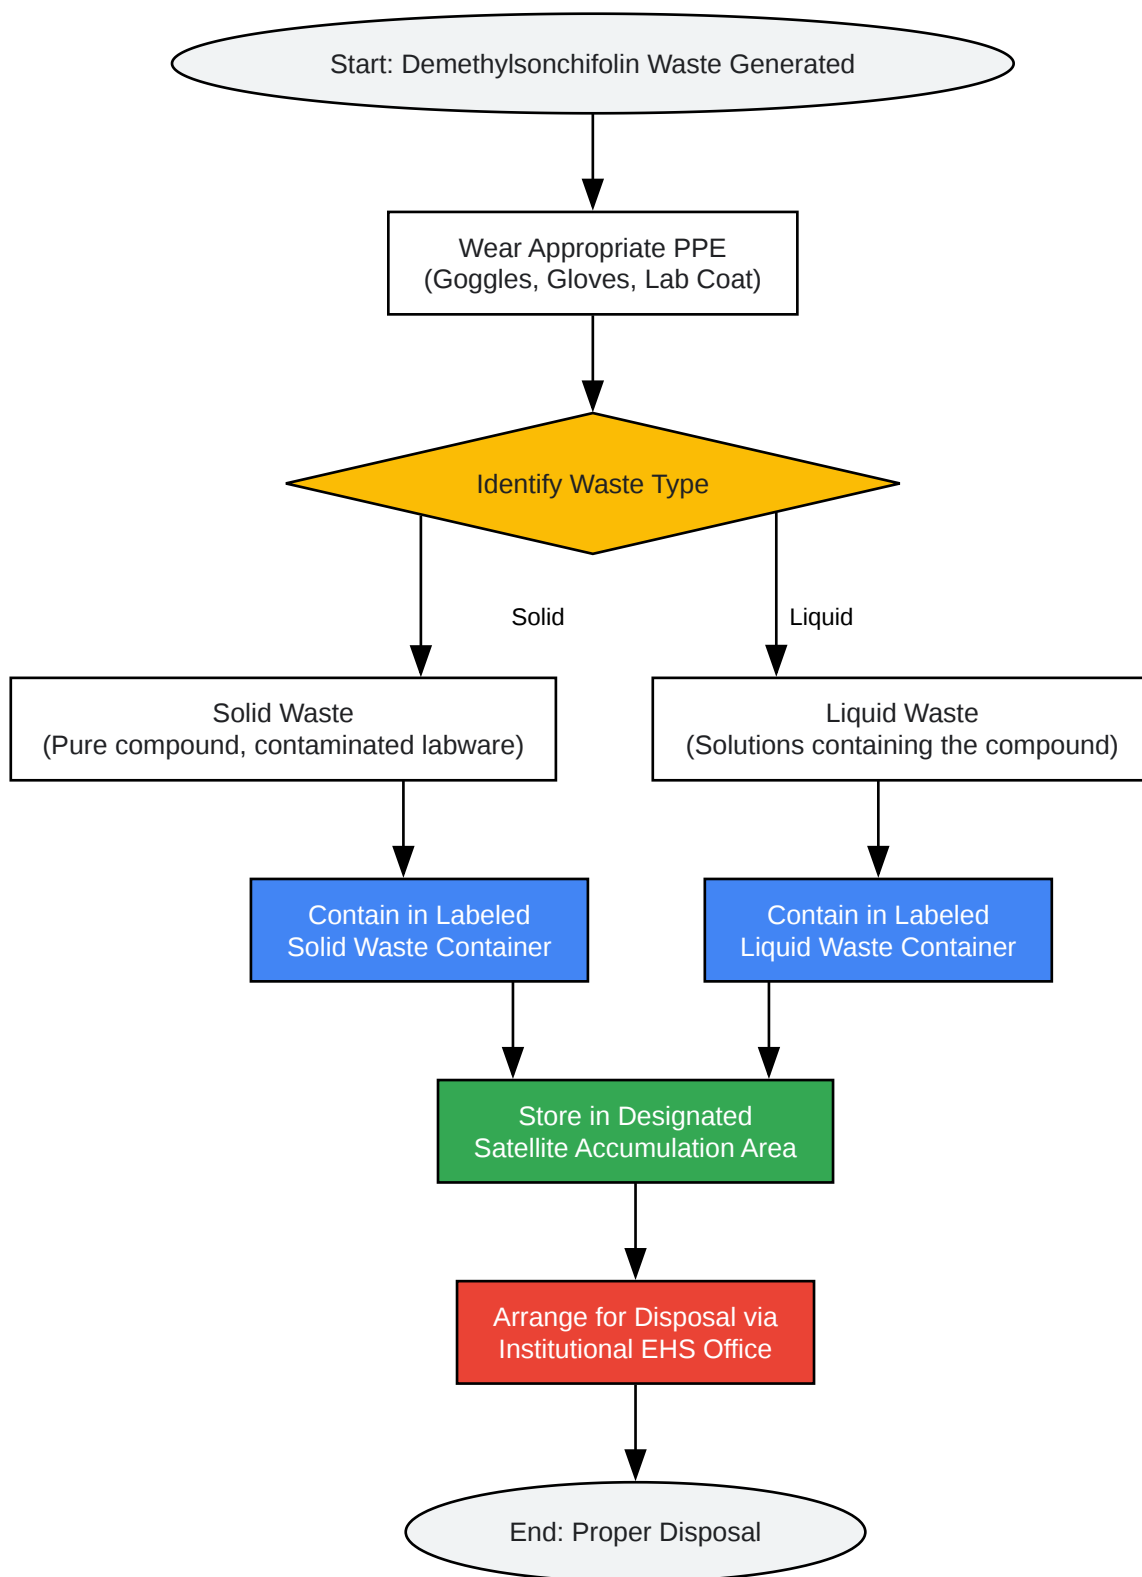 Start: Demethylsonchifolin Waste Generated
Wear Appropriate PPE
(Goggles, Gloves, Lab Coat)
Identify Waste Type
Solid
Liquid
Solid Waste
(Pure compound, contaminated labware)
Liquid Waste
(Solutions containing the compound)
Contain in Labeled
Solid Waste Container
Contain in Labeled
Liquid Waste Container
Store in Designated
Satellite Accumulation Area
Arrange for Disposal via
Institutional EHS Office
End: Proper Disposal